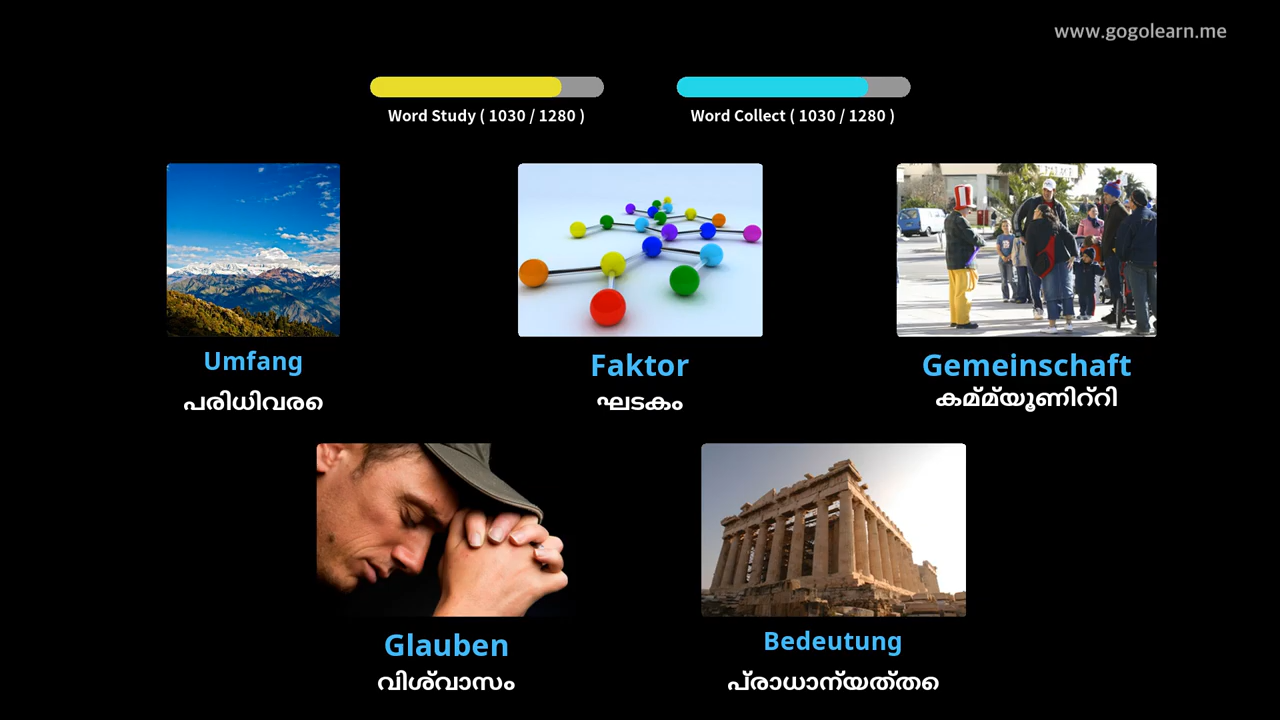 www.gogolearn.me
Word Study ( 1030 / 1280 )
Word Collect ( 1030 / 1280 )
Umfang
പരിധിവരെ
Faktor
ഘടകം
Gemeinschaft
കമ്മ്യൂണിറ്റി
Glauben
വിശ്വാസം
Bedeutung
പ്രാധാന്യത്തെ